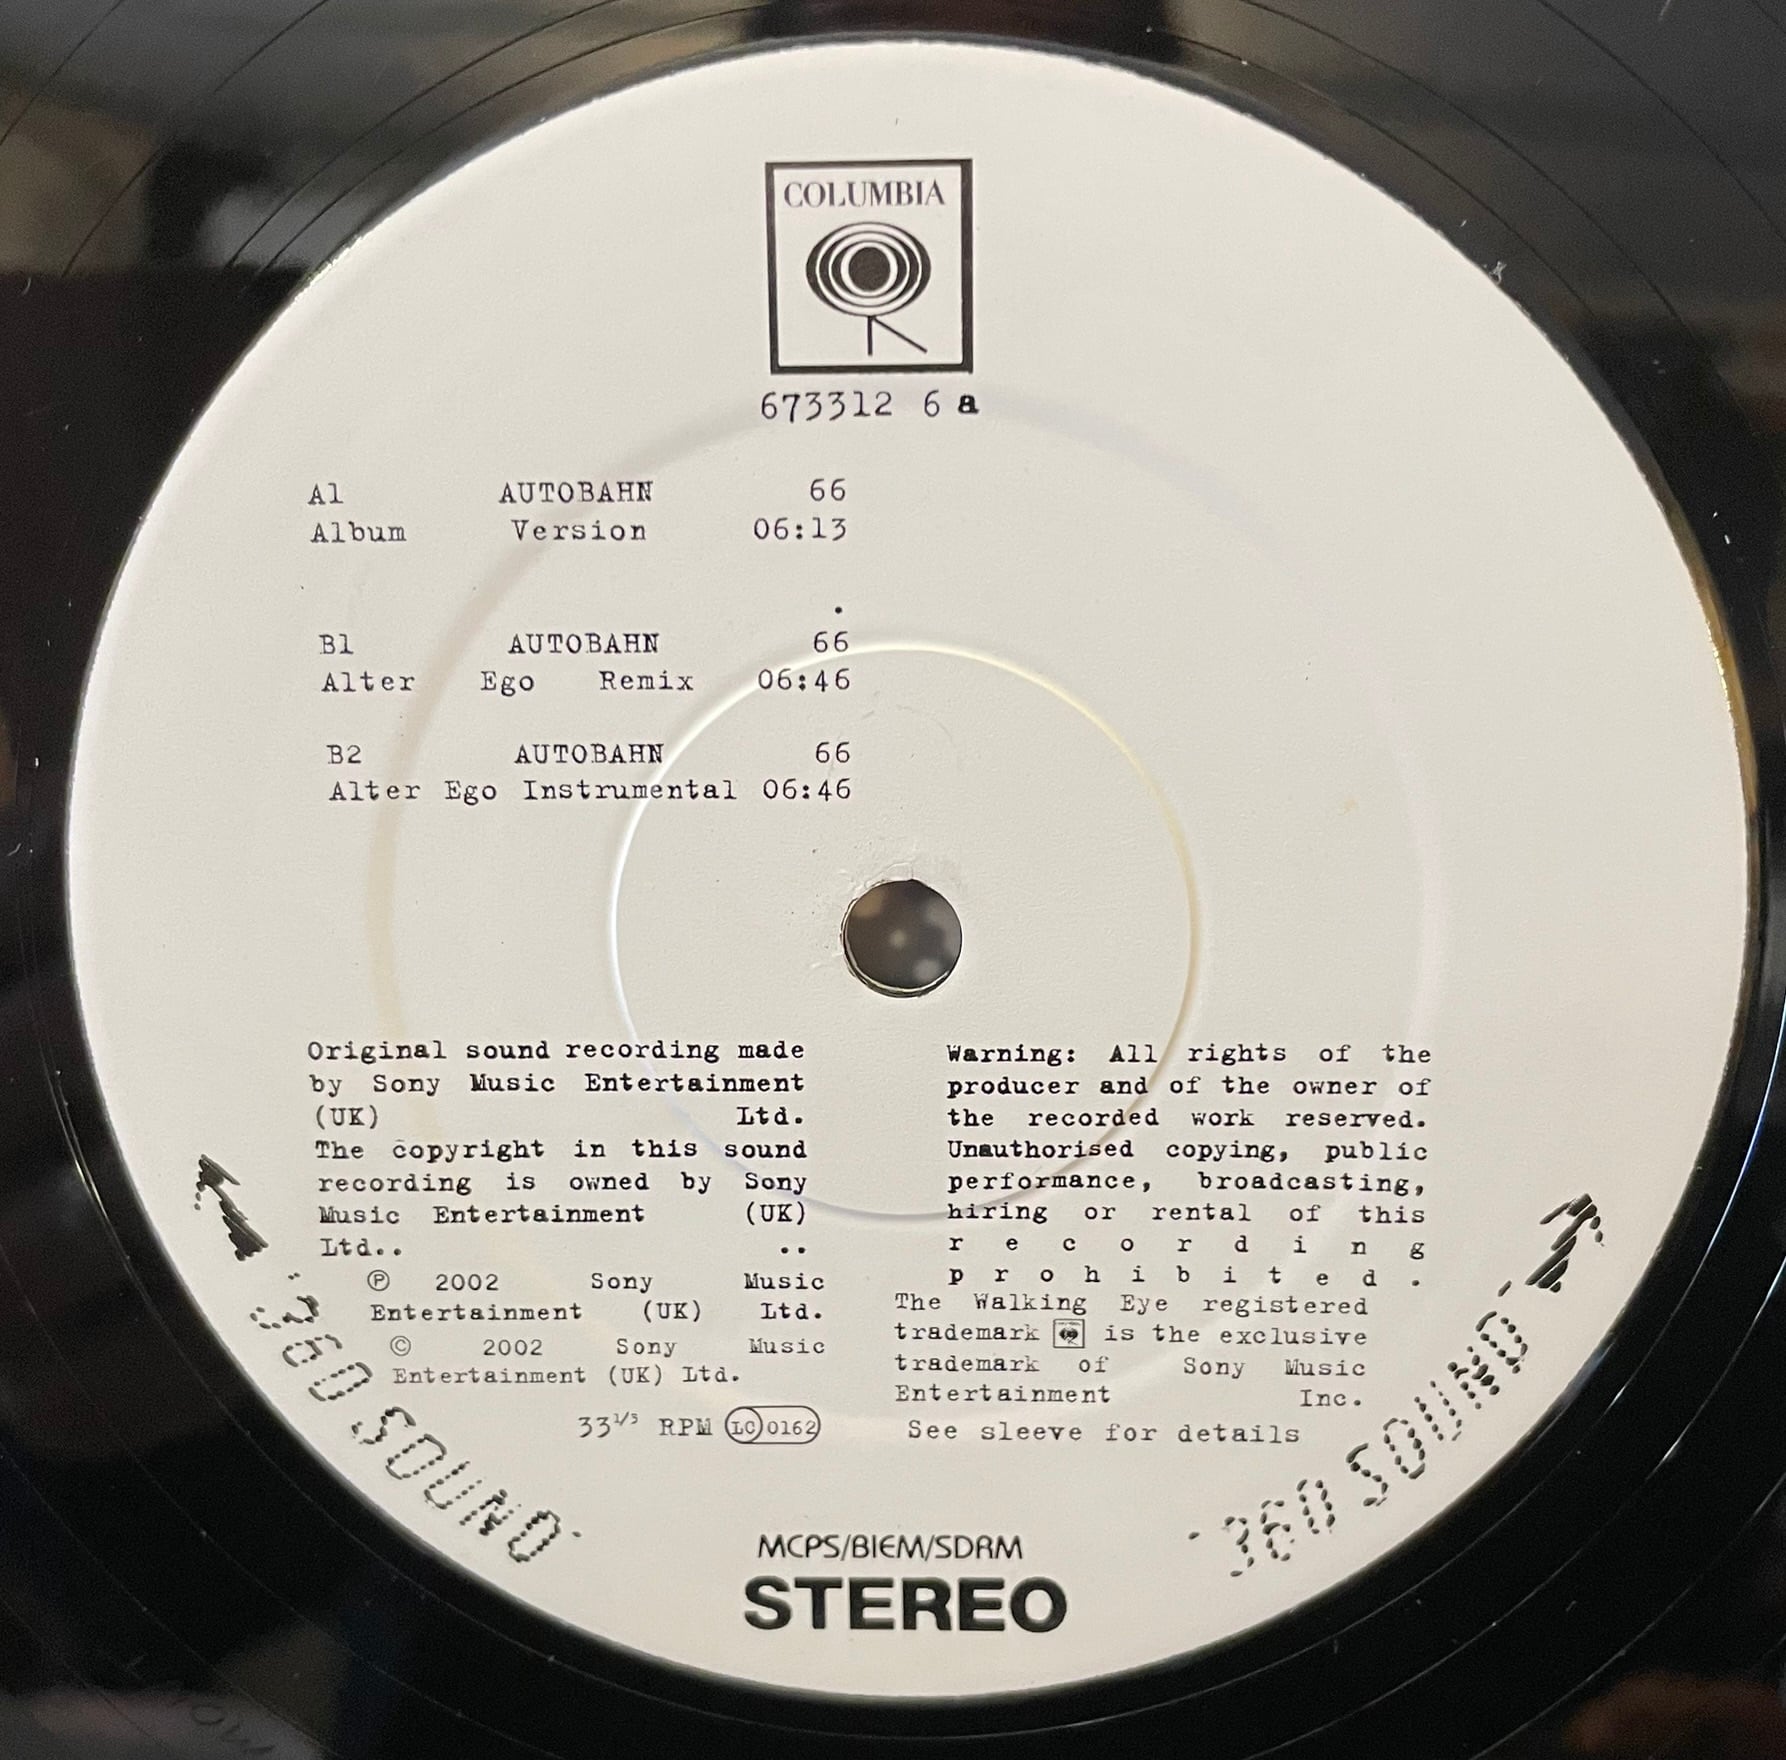 COLUMBIA
673312 6 a
A1 AUTOBAHN 66
Album Version 06:13
.
B1 AUTOBAHN 66
Alter Ego Remix 06:46
B2 AUTOBAHN 66
Alter Ego Instrumental 06:46
Original sound recording made
by Sony Music Entertainment
(UK) Ltd.
The copyright in this sound
recording is owned by Sony
Music Entertainment (UK)
Ltd.. ..
℗ 2002 Sony Music
Entertainment (UK) Ltd.
© 2002 Sony Music
Entertainment (UK) Ltd.
33 1/3 RPM LC 0162
Warning: All rights of the
producer and of the owner of
the recorded work reserved.
Unauthorised copying, public
performance, broadcasting,
hiring or rental of this
r e c o r d i n g
p r o h i b i t e d .
The Walking Eye registered
trademark is the exclusive
trademark of Sony Music
Entertainment Inc.
See sleeve for details
'360 SOUND'
'360 SOUND'
MCPS/BIEM/SDRM
STEREO